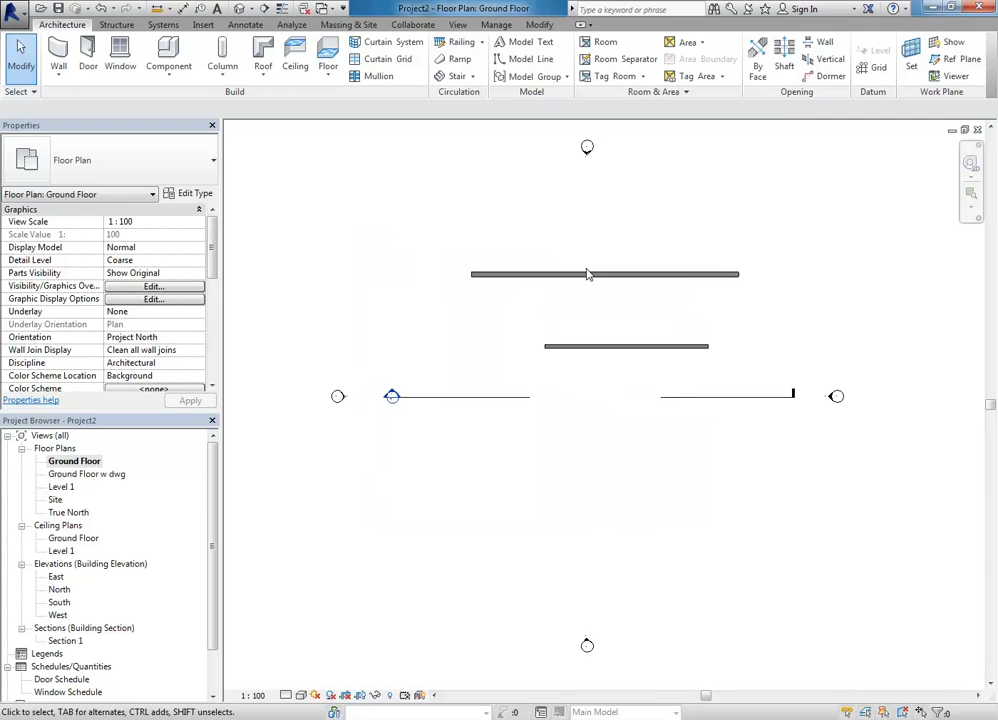 Project2 - Floor Plan: Ground Floor
Type a keyword or phrase
Sign In
Architecture Structure Systems Insert Annotate Analyze Massing & Site Collaborate View Manage Modify
Modify Wall Door Window Component Column Roof Ceiling Floor
Curtain System Railing Model Text Room Area Wall Show
Curtain Grid Ramp Model Line Room Separator Area Boundary Vertical Level Ref Plane
Mullion Stair Model Group Tag Room Tag Area By Face Shaft Dormer Grid Set Viewer
Select Build Circulation Model Room & Area Opening Datum Work Plane
Properties
Floor Plan
Floor Plan: Ground Floor Edit Type
Graphics
View Scale 1 : 100
Scale Value 1: 100
Display Model Normal
Detail Level Coarse
Parts Visibility Show Original
Visibility/Graphics Ove... Edit...
Graphic Display Options Edit...
Underlay None
Underlay Orientation Plan
Orientation Project North
Wall Join Display Clean all wall joins
Discipline Architectural
Color Scheme Location Background
Color Scheme <none>
Properties help Apply
Project Browser - Project2
Views (all)
Floor Plans
Ground Floor
Ground Floor w dwg
Level 1
Site
True North
Ceiling Plans
Ground Floor
Level 1
Elevations (Building Elevation)
East
North
South
West
Sections (Building Section)
Section 1
Legends
Schedules/Quantities
Door Schedule
Window Schedule
1 : 100
Click to select, TAB for alternates, CTRL adds, SHIFT unselects. :0 Main Model :0